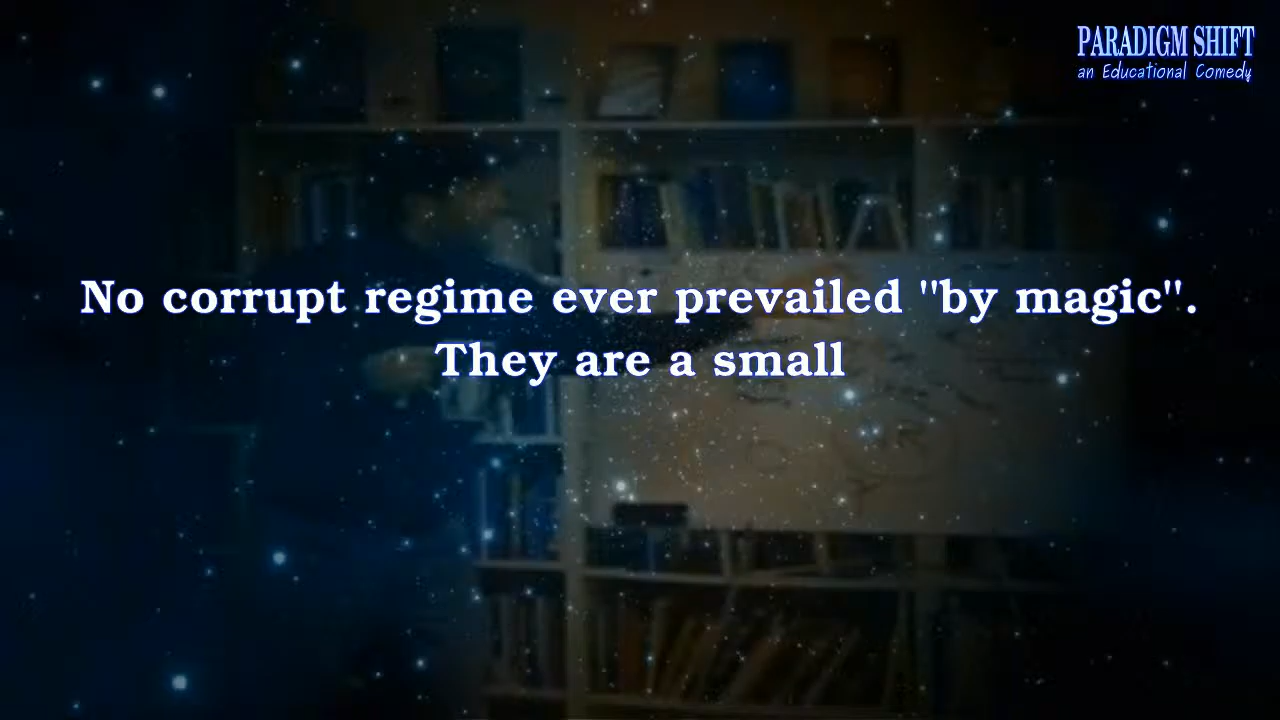 PARADIGM SHIFT
an Educational Comedy
No corrupt regime ever prevailed "by magic".
They are a small